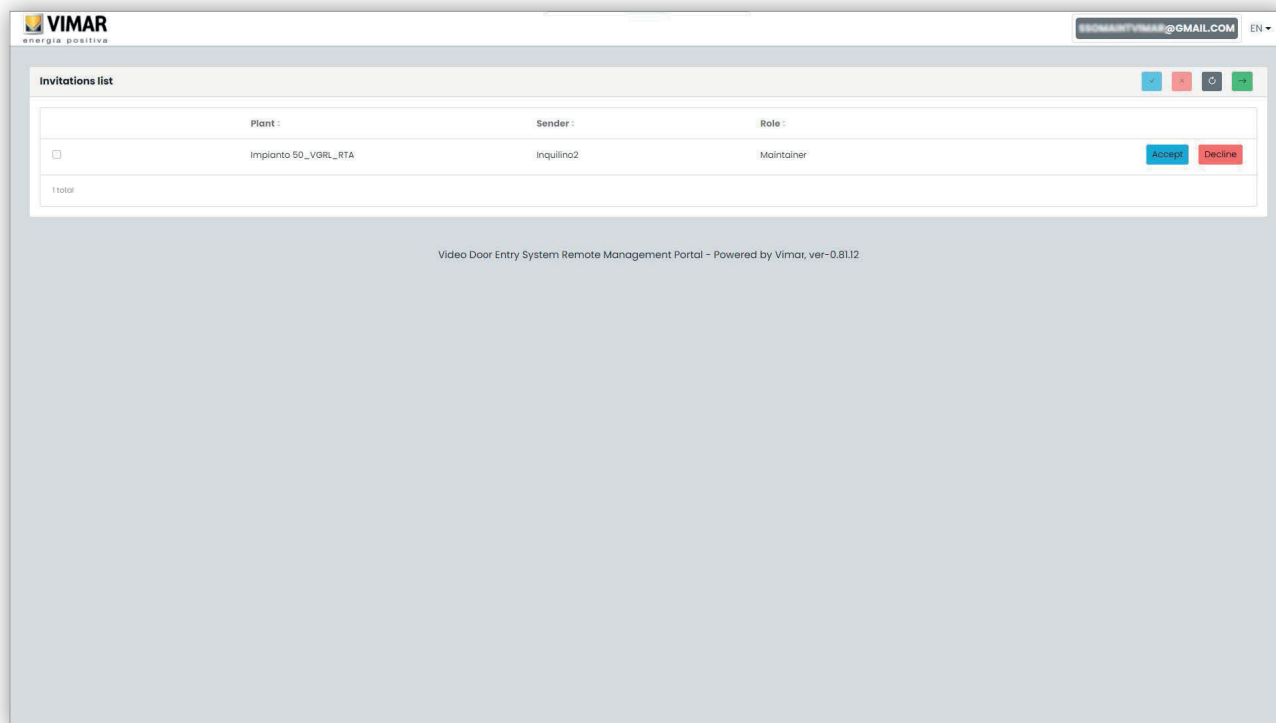 VIMAR
energia positiva
@GMAIL.COM
EN
Invitations list
Plant
Sender
Role
Impianto 50_VGRL_RTA
Inquilino2
Maintainer
Accept
Decline
1 total
Video Door Entry System Remote Management Portal - Powered by Vimar, ver-0.81.12